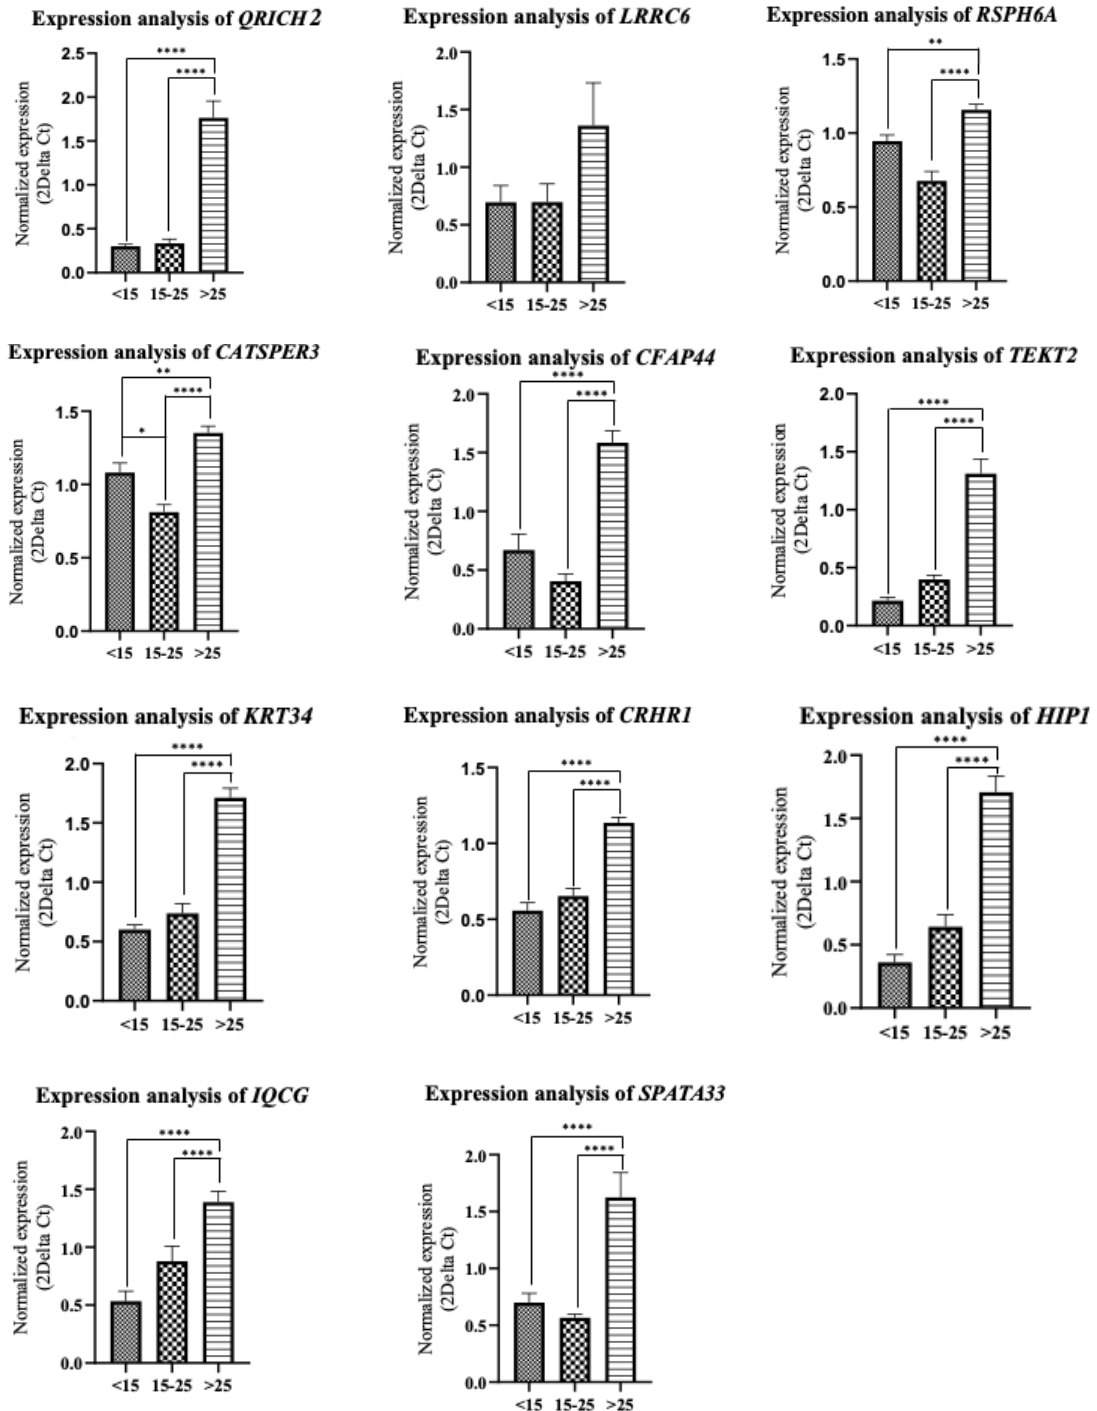 Expression analysis of QRICH2
****
****
2.5
2.0
1.5
1.0
0.5
0.0
Normalized expression
(2Delta Ct)
<15 15-25 >25
Expression analysis of LRRC6
2.0
1.5
1.0
0.5
0.0
Normalized expression
(2Delta Ct)
<15 15-25 >25
Expression analysis of RSPH6A
**
****
1.5
1.0
0.5
0.0
Normalized expression
(2Delta Ct)
<15 15-25 >25
Expression analysis of CATSPER3
**
****
*
1.5
1.0
0.5
0.0
Normalized expression
(2Delta Ct)
<15 15-25 >25
Expression analysis of CFAP44
****
****
2.0
1.5
1.0
0.5
0.0
Normalized expression
(2Delta Ct)
<15 15-25 >25
Expression analysis of TEKT2
****
****
2.0
1.5
1.0
0.5
0.0
Normalized expression
(2Delta Ct)
<15 15-25 >25
Expression analysis of KRT34
****
****
2.0
1.5
1.0
0.5
0.0
Normalized expression
(2Delta Ct)
<15 15-25 >25
Expression analysis of CRHR1
****
****
1.5
1.0
0.5
0.0
Normalized expression
(2Delta Ct)
<15 15-25 >25
Expression analysis of HIP1
****
****
2.0
1.5
1.0
0.5
0.0
Normalized expression
(2Delta Ct)
<15 15-25 >25
Expression analysis of IQCG
****
****
2.0
1.5
1.0
0.5
0.0
Normalized expression
(2Delta Ct)
<15 15-25 >25
Expression analysis of SPATA33
****
****
2.0
1.5
1.0
0.5
0.0
Normalized expression
(2Delta Ct)
<15 15-25 >25